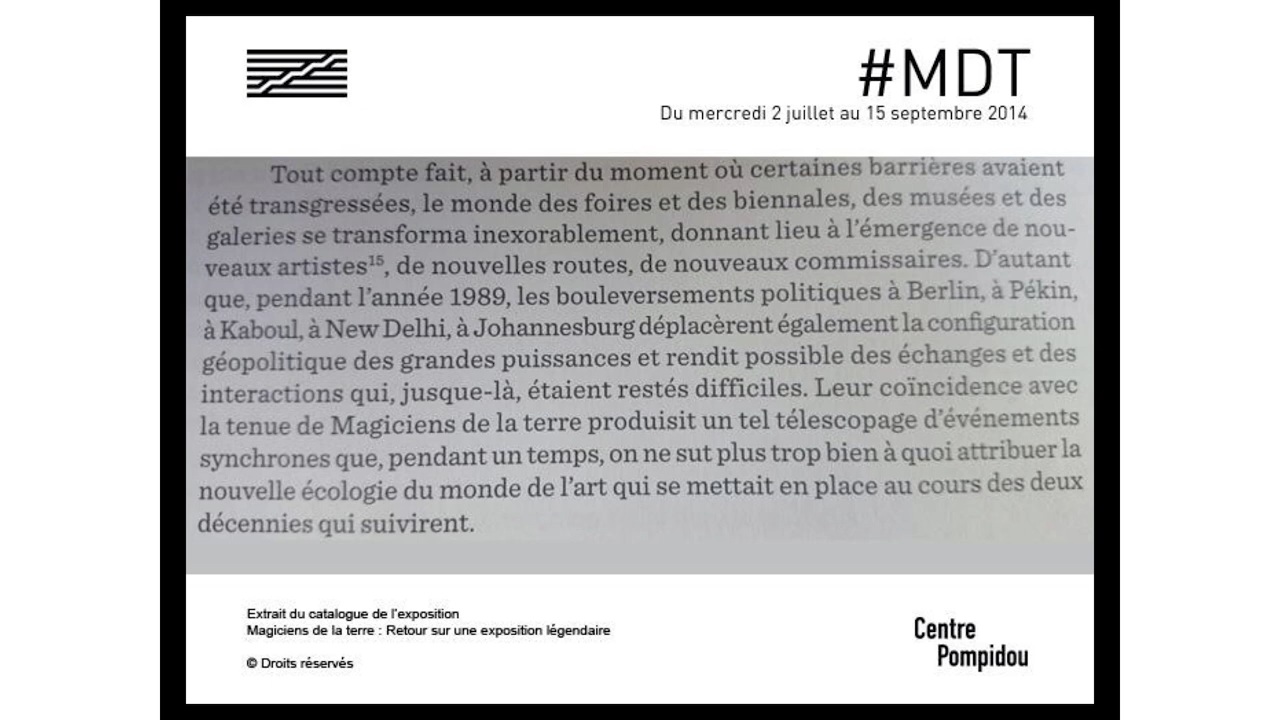 #MDT
Du mercredi 2 juillet au 15 septembre 2014
Tout compte fait, à partir du moment où certaines barrières avaient
été transgressées, le monde des foires et des biennales, des musées et des
galeries se transforma inexorablement, donnant lieu à l'émergence de nou-
veaux artistes¹⁵, de nouvelles routes, de nouveaux commissaires. D'autant
que, pendant l'année 1989, les bouleversements politiques à Berlin, à Pékin,
à Kaboul, à New Delhi, à Johannesburg déplacèrent également la configuration
géopolitique des grandes puissances et rendit possible des échanges et des
interactions qui, jusque-là, étaient restés difficiles. Leur coïncidence avec
la tenue de Magiciens de la terre produisit un tel télescopage d'événements
synchrones que, pendant un temps, on ne sut plus trop bien à quoi attribuer la
nouvelle écologie du monde de l'art qui se mettait en place au cours des deux
décennies qui suivirent.
Extrait du catalogue de l'exposition
Magiciens de la terre : Retour sur une exposition légendaire
© Droits réservés
Centre
Pompidou